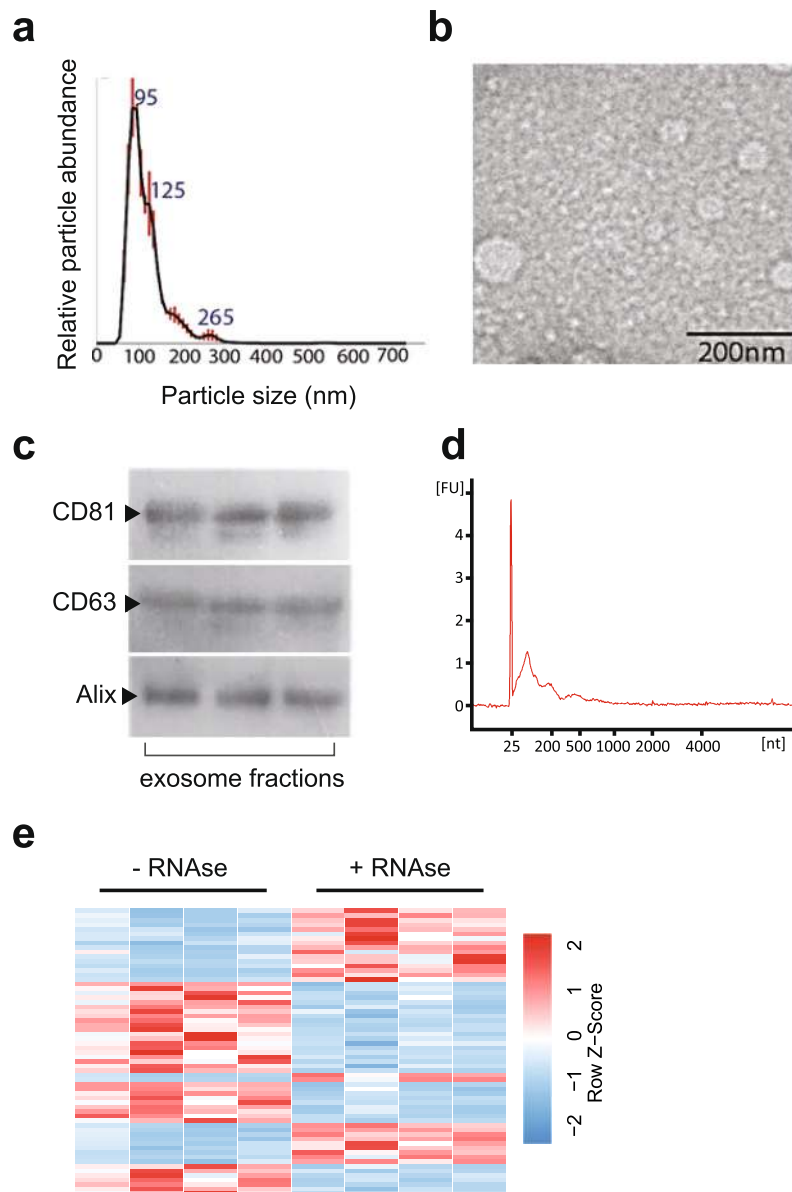 a
Relative particle abundance
95
125
265
0 100 200 300 400 500 600 700
Particle size (nm)
b
200nm
c
CD81
CD63
Alix
exosome fractions
d
[FU]
4
3
2
1
0
25 200 500 1000 2000 4000 [nt]
e
- RNAse + RNAse
2
1
0
−1
−2
Row Z−Score